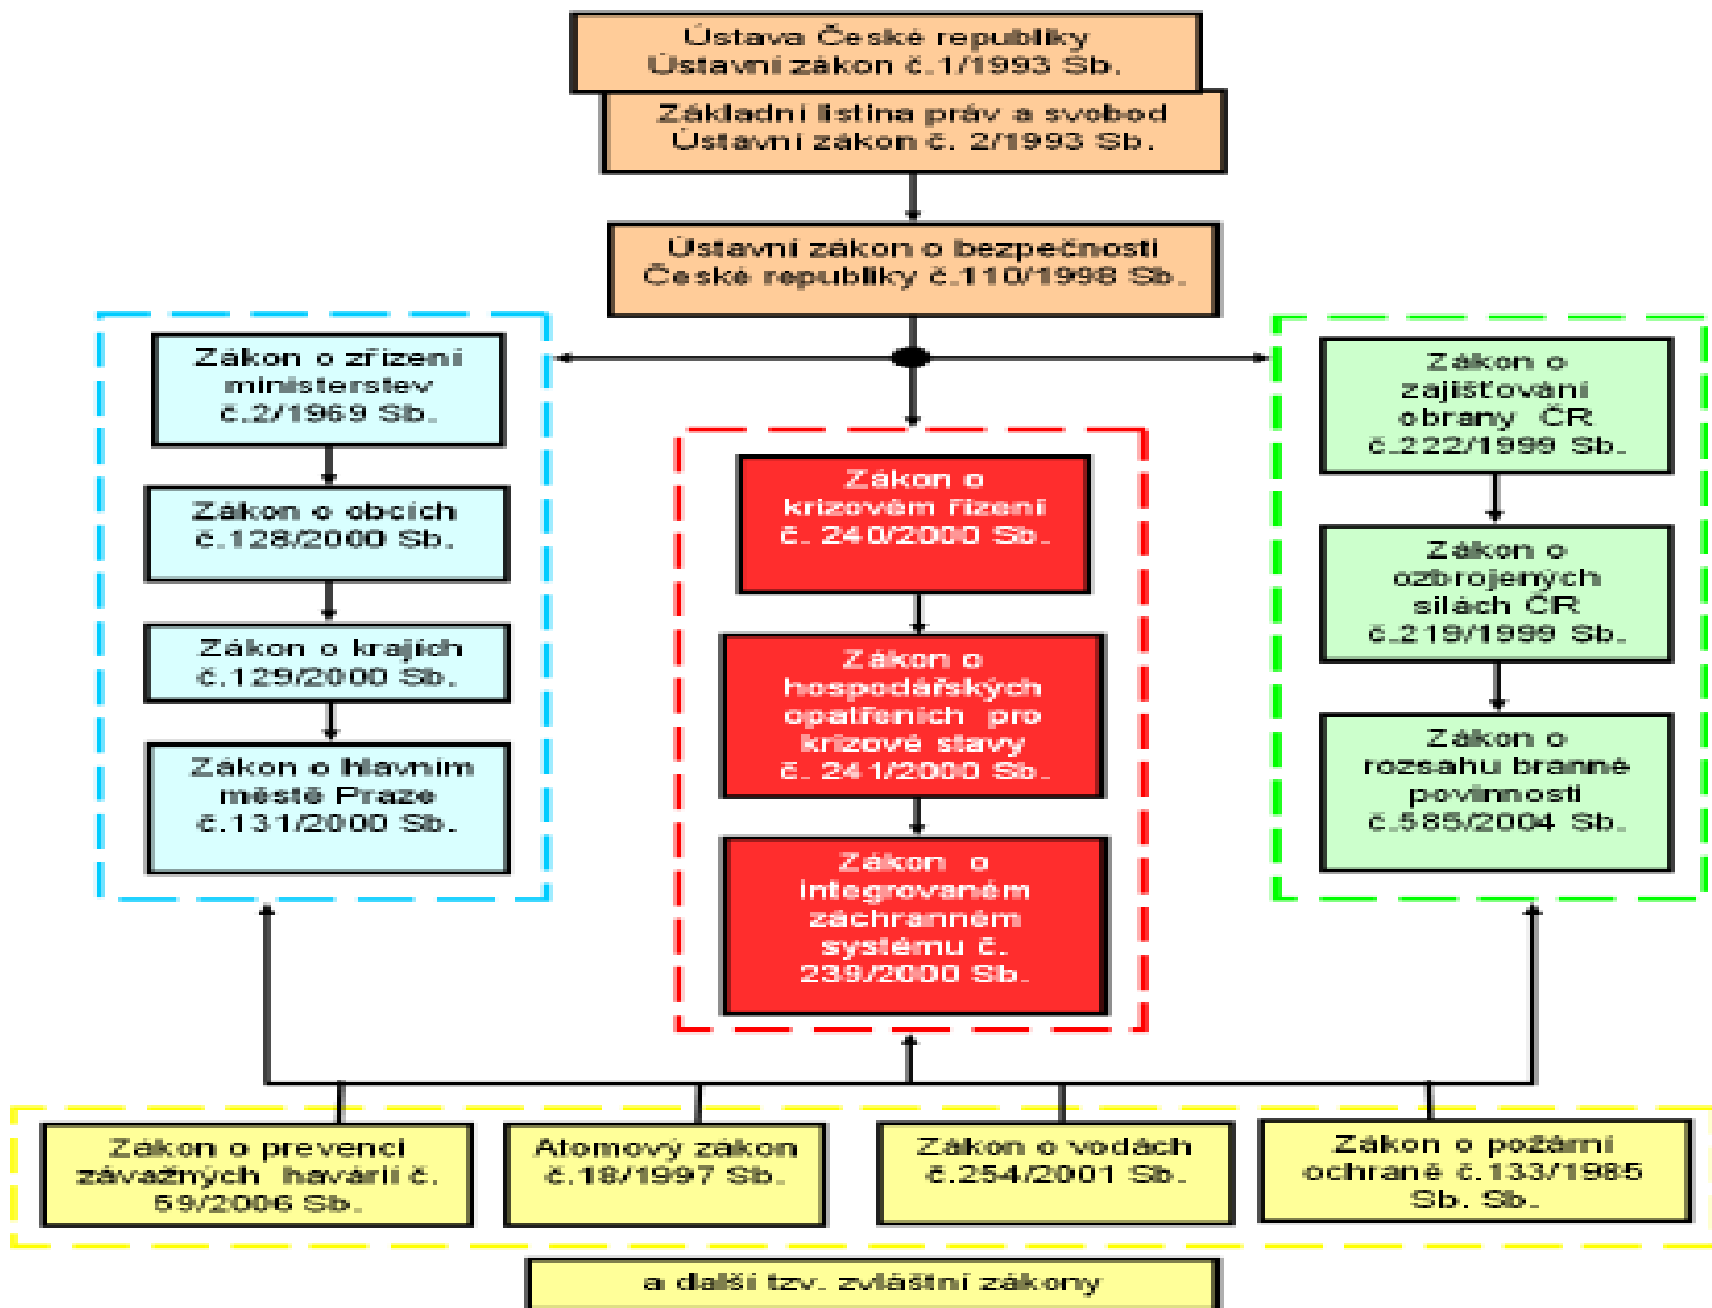 Ústava České republiky
Ústavní zákon č.1/1993 Sb.
Základní listina práv a svobod
Ústavní zákon č. 2/1993 Sb.
Ústavní zákon o bezpečnosti
České republiky č.110/1998 Sb.
Zákon o zřízení
ministerstev
č.2/1969 Sb.
Zákon o obcích
č.128/2000 Sb.
Zákon o krajích
č.129/2000 Sb.
Zákon o hlavním
městě Praze
č.131/2000 Sb.
Zákon o
krizovém řízení
č. 240/2000 Sb.
Zákon o
hospodářských
opatřeních pro
krizové stavy
č. 241/2000 Sb.
Zákon o
integrovaném
záchranném
systému č.
239/2000 Sb.
Zákon o
zajišťování
obrany ČR
č.222/1999 Sb.
Zákon o
ozbrojených
silách ČR
č.219/1999 Sb.
Zákon o
rozsahu branné
povinnosti
č.585/2004 Sb.
Zákon o prevenci
závažných havárií č.
59/2006 Sb.
Atomový zákon
č.18/1997 Sb.
Zákon o vodách
č.254/2001 Sb.
Zákon o požární
ochraně č.133/1985
Sb. Sb.
a další tzv. zvláštní zákony